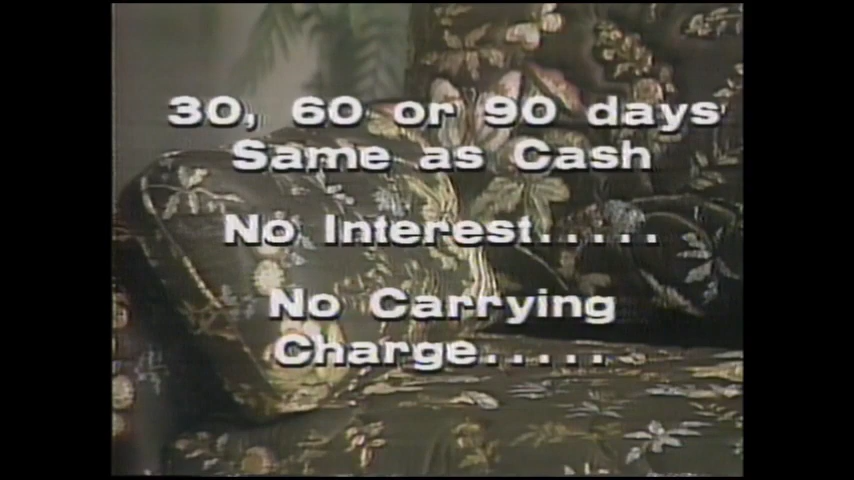 30, 60 or 90 days
Same as Cash
No Interest.....
No Carrying
Charge.....